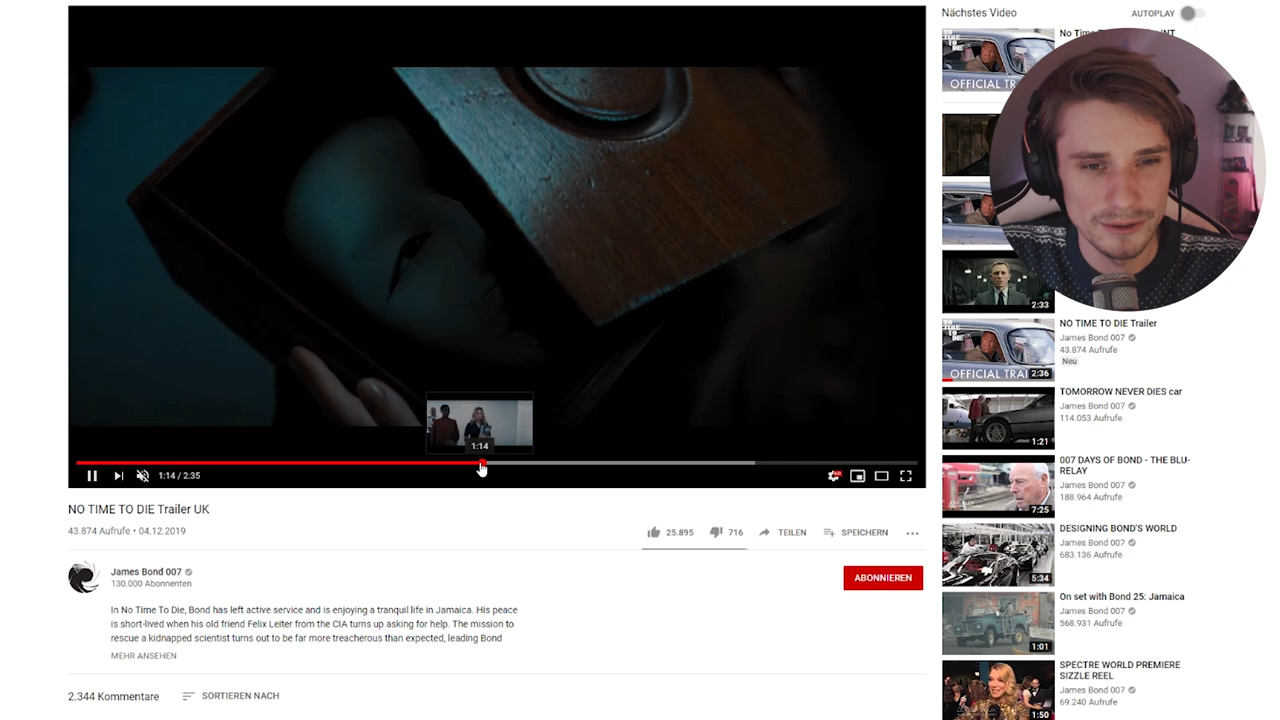 Nächstes Video
AUTOPLAY
OFFICIAL
2:33
NO TIME TO DIE Trailer
James Bond 007
43.874 Aufrufe
Neu
OFFICIAL TRAI
2:36
TOMORROW NEVER DIES car
James Bond 007
114.053 Aufrufe
1:21
007 DAYS OF BOND - THE BLU-
RELAY
James Bond 007
188.964 Aufrufe
7:25
DESIGNING BOND'S WORLD
James Bond 007
683.136 Aufrufe
5:34
On set with Bond 25: Jamaica
James Bond 007
568.931 Aufrufe
1:01
SPECTRE WORLD PREMIERE
SIZZLE REEL
James Bond 007
69.240 Aufrufe
1:50
1:14
1:14 / 2:35
NO TIME TO DIE Trailer UK
43.874 Aufrufe • 04.12.2019
25.895 716 TEILEN SPEICHERN
James Bond 007
130.000 Abonnenten
ABONNIEREN
In No Time To Die, Bond has left active service and is enjoying a tranquil life in Jamaica. His peace
is short-lived when his old friend Felix Leiter from the CIA turns up asking for help. The mission to
rescue a kidnapped scientist turns out to be far more treacherous than expected, leading Bond
MEHR ANSEHEN
2.344 Kommentare SORTIEREN NACH